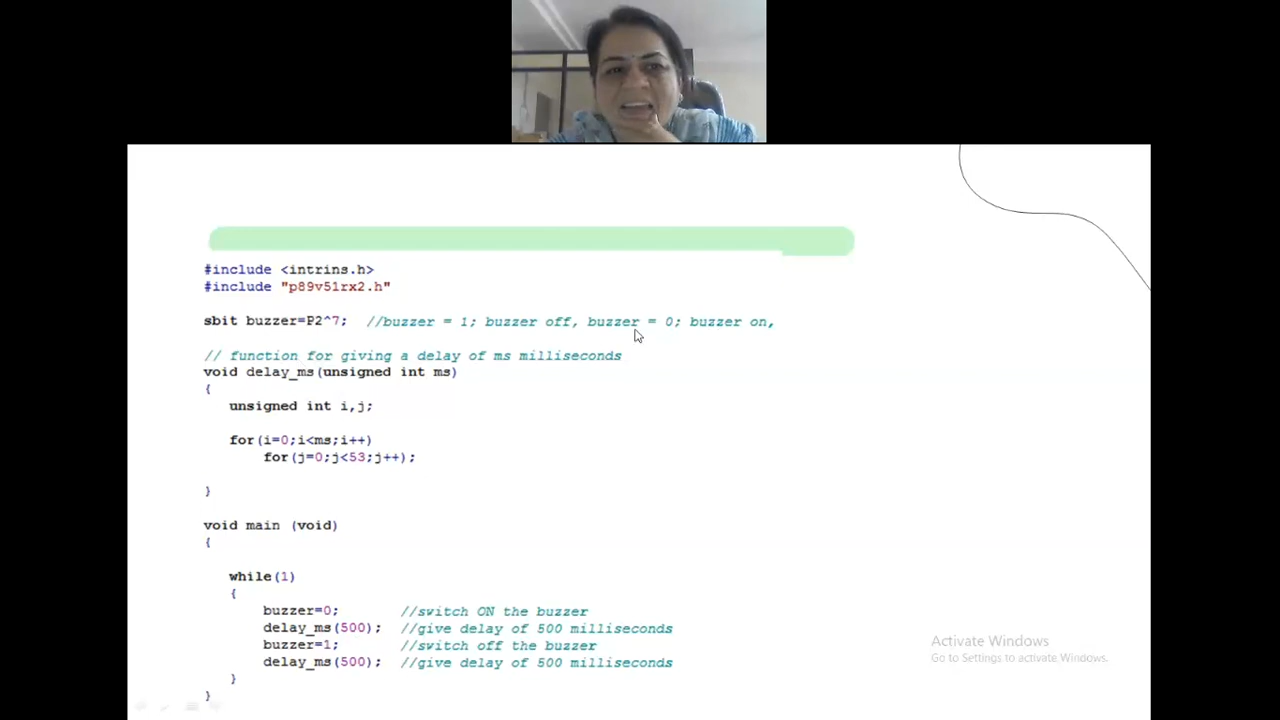 #include <intrins.h>
#include "p89v51rx2.h"
sbit buzzer=P2^7; //buzzer = 1; buzzer off, buzzer = 0; buzzer on,
// function for giving a delay of ms milliseconds
void delay_ms(unsigned int ms)
{
unsigned int i,j;
for(i=0;i<ms;i++)
for(j=0;j<53;j++);
}
void main (void)
{
while(1)
{
buzzer=0; //switch ON the buzzer
delay_ms(500); //give delay of 500 milliseconds
buzzer=1; //switch off the buzzer
delay_ms(500); //give delay of 500 milliseconds
}
}
Activate Windows
Go to Settings to activate Windows.